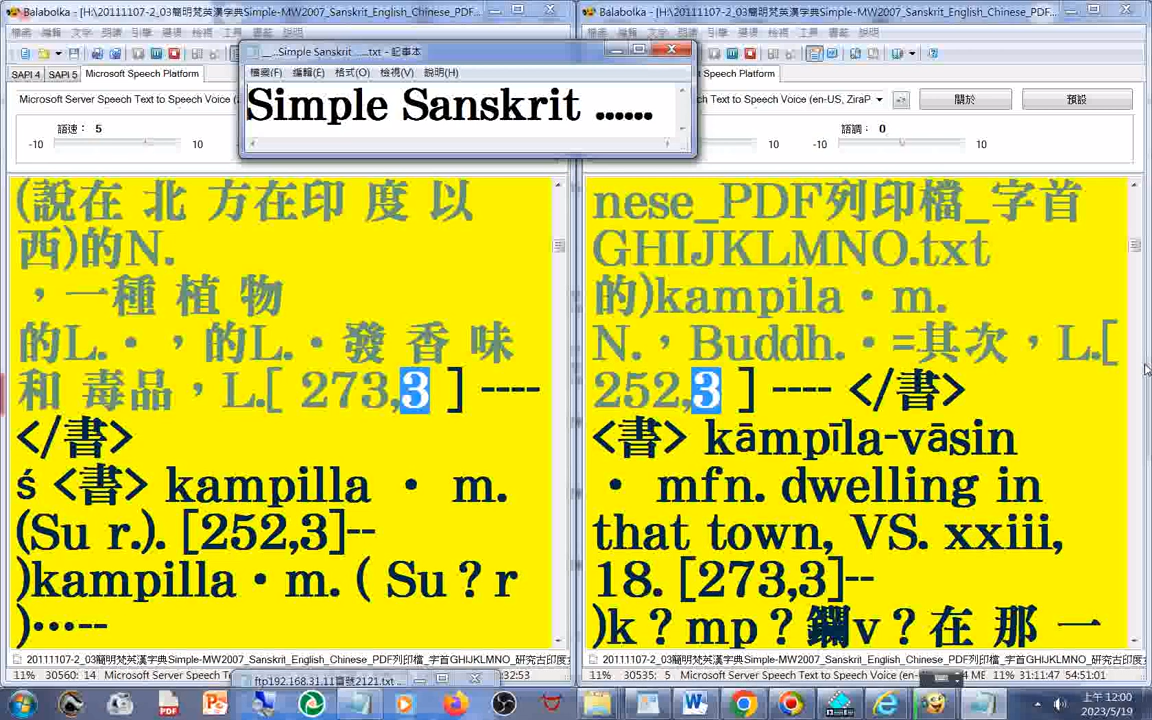 Balabolka - [H:\20111107-2_03簡明梵英漢字典Simple-MW2007_Sanskrit_English_Chinese_PDF...
Balabolka - [H:\20111107-2_03簡明梵英漢字典Simple-MW2007_Sanskrit_English_Chinese_PDF...
__...Simple Sanskrit ......txt - 記事本
檔案(F) 編輯(E) 格式(O) 檢視(V) 說明(H)
Simple Sanskrit ......
SAPI 4 SAPI 5 Microsoft Speech Platform
t Speech Platform
Microsoft Server Speech Text to Speech Voice (
ch Text to Speech Voice (en-US, ZiraP
關於
預設
語速： 5
語調： 0
-10
10
10
-10
10
(說在 北 方在印 度 以
西)的N.
，一種 植 物
的L.‧，的L.‧發 香 味
和 毒品，L.[ 273,3 ] ----
</書>
ś <書> kampilla ‧ m.
(Su r.). [252,3]--
)kampilla‧m. ( Su？r
)⋯--
nese_PDF列印檔_字首
GHIJKLMNO.txt
的)kampila‧m.
N.，Buddh.‧=其次，L.[
252,3 ] ---- </書>
<書> kāmpīla-vāsin
‧ mfn. dwelling in
that town, VS. xxiii,
18. [273,3]--
)k？mp？鑭v？在 那 一
20111107-2_03簡明梵英漢字典Simple-MW2007_Sanskrit_English_Chinese_PDF列印檔_字首GHIJKLMNO_研究古印度
20111107-2_03簡明梵英漢字典Simple-MW2007_Sanskrit_English_Chinese_PDF列印檔_字首GHIJKLMNO_研究古印度
11% 30560: 14 Microsoft Server Speech Te
32:53
11% 30535: 5 Microsoft Server Speech Text to Speech Voice (en-
31:11:47 54:51:01
上午 12:00
2023/5/19